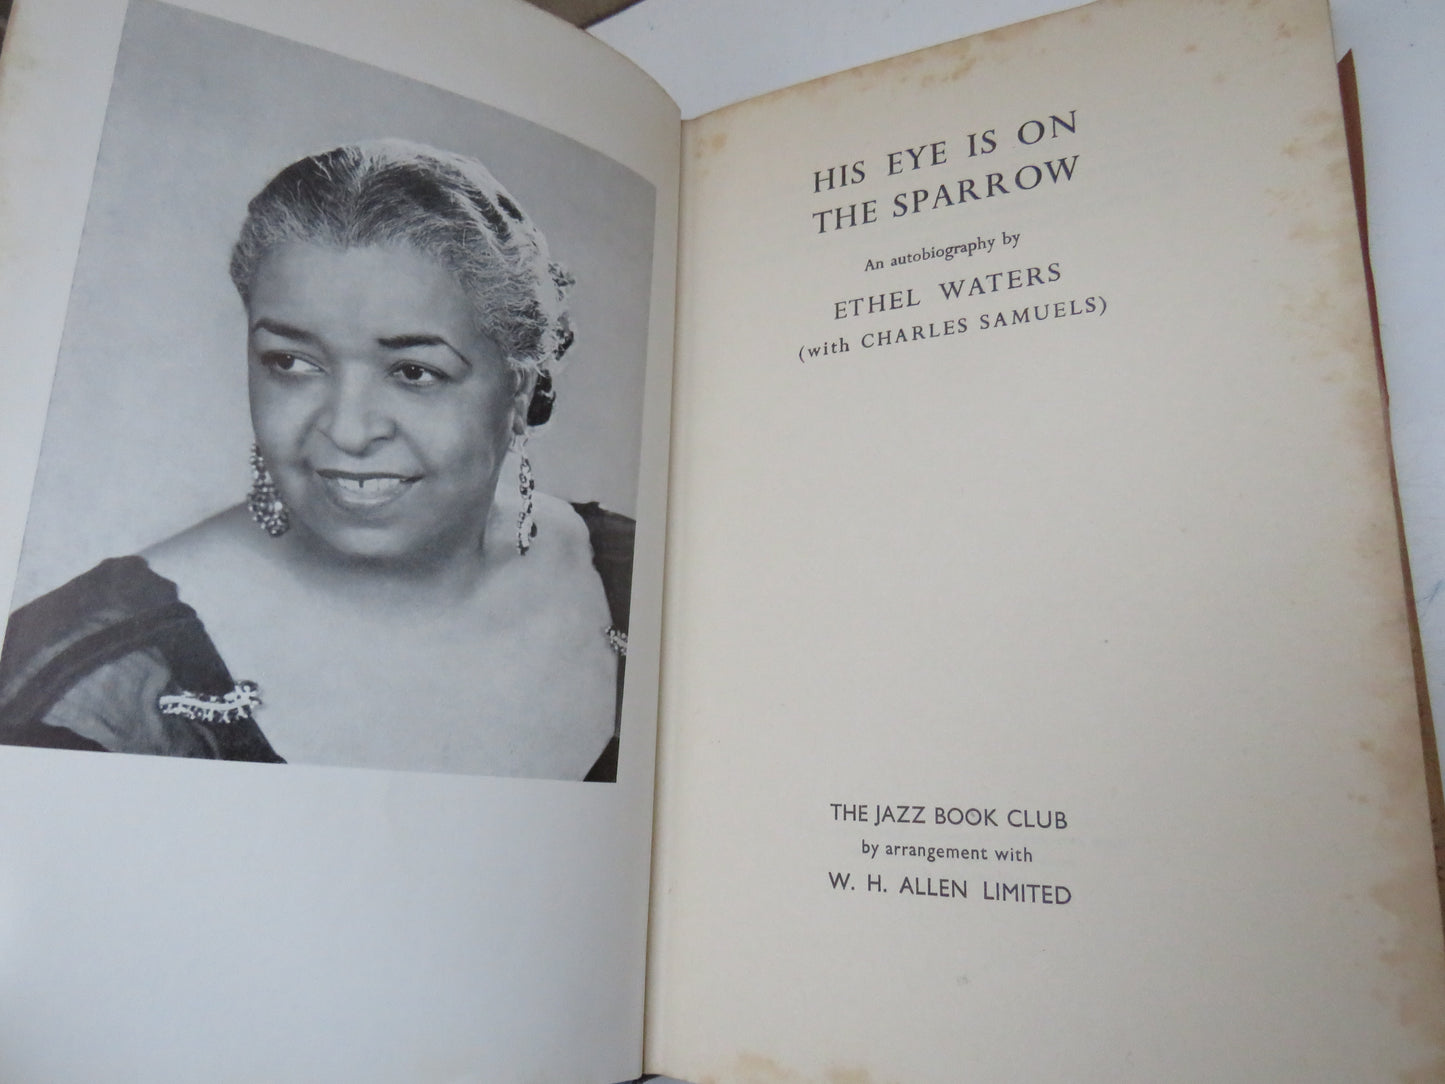 HIS EYE IS ON
THE SPARROW
An autobiography by
ETHEL WATERS
(with CHARLES SAMUELS)
THE JAZZ BOOK CLUB
by arrangement with
W. H. ALLEN LIMITED